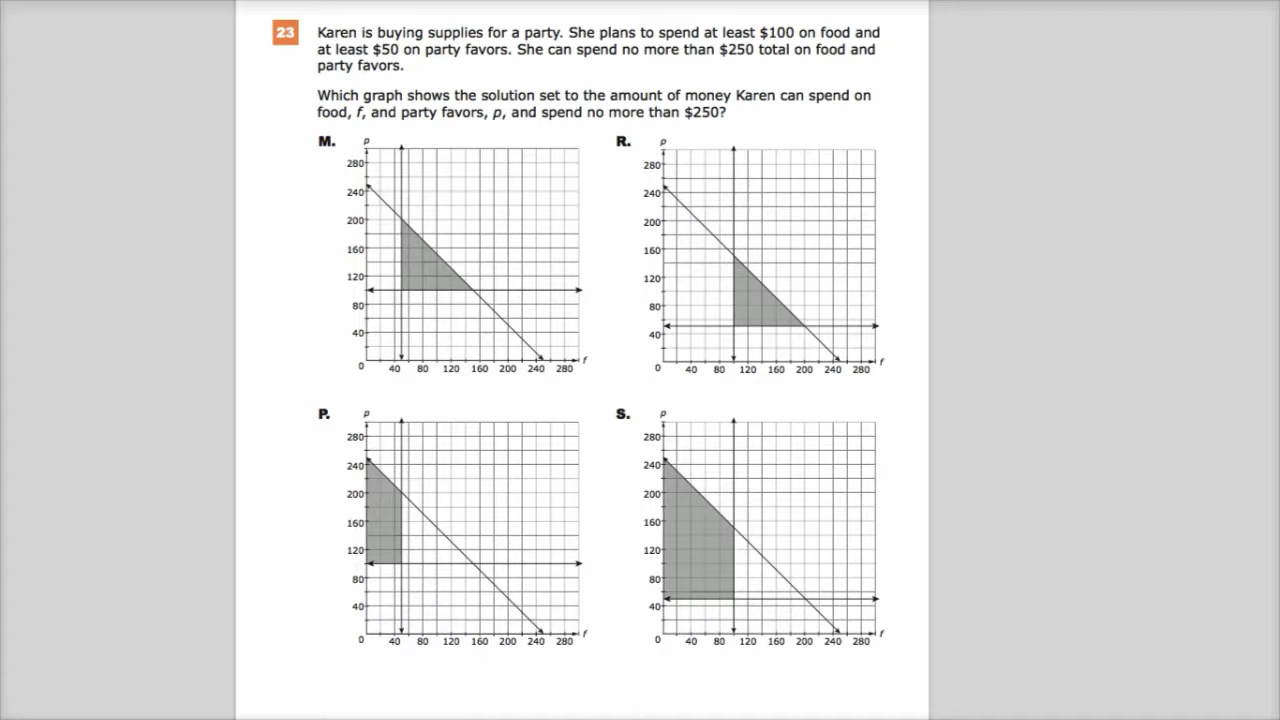 23 Karen is buying supplies for a party. She plans to spend at least $100 on food and
at least $50 on party favors. She can spend no more than $250 total on food and
party favors.
Which graph shows the solution set to the amount of money Karen can spend on
food, f, and party favors, p, and spend no more than $250?
M.
p
280
240
200
160
120
80
40
0 40 80 120 160 200 240 280 f
R.
p
280
240
200
160
120
80
40
0 40 80 120 160 200 240 280 f
P.
p
280
240
200
160
120
80
40
0 40 80 120 160 200 240 280 f
S.
p
280
240
200
160
120
80
40
0 40 80 120 160 200 240 280 f